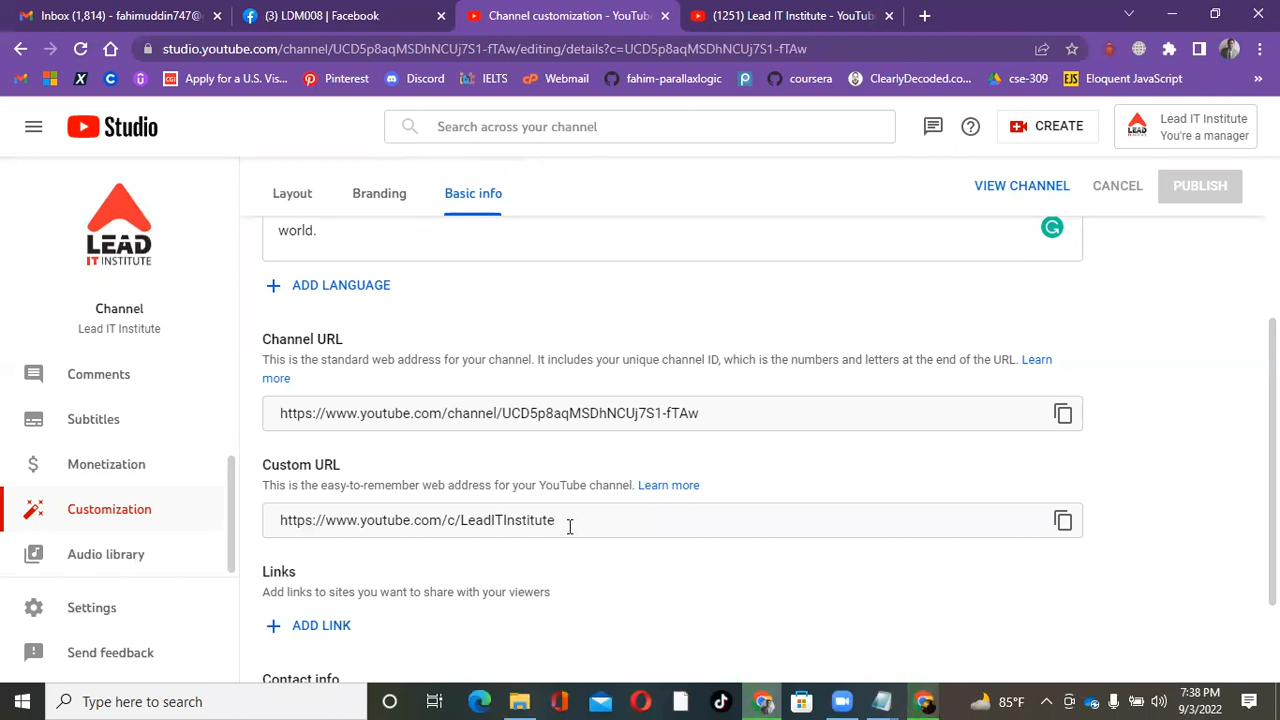 Inbox (1,814) - fahimuddin747@g
(3) LDM008 | Facebook
Channel customization - YouTube
(1251) Lead IT Institute - YouTube
studio.youtube.com/channel/UCD5p8aqMSDhNCUj7S1-fTAw/editing/details?c=UCD5p8aqMSDhNCUj7S1-fTAw
Apply for a U.S. Vis...
Pinterest
Discord
IELTS
Webmail
fahim-parallaxlogic
coursera
ClearlyDecoded.co...
cse-309
EJS
Eloquent JavaScript
»
Studio
Search across your channel
CREATE
Lead IT Institute
You're a manager
LEAD
IT INSTITUTE
Channel
Lead IT Institute
Comments
Subtitles
Monetization
Customization
Audio library
Settings
Send feedback
Layout
Branding
Basic info
VIEW CHANNEL
CANCEL
PUBLISH
world.
ADD LANGUAGE
Channel URL
This is the standard web address for your channel. It includes your unique channel ID, which is the numbers and letters at the end of the URL. Learn
more
https://www.youtube.com/channel/UCD5p8aqMSDhNCUj7S1-fTAw
Custom URL
This is the easy-to-remember web address for your YouTube channel. Learn more
https://www.youtube.com/c/LeadITInstitute
Links
Add links to sites you want to share with your viewers
ADD LINK
Contact info
Type here to search
85°F
7:38 PM
9/3/2022